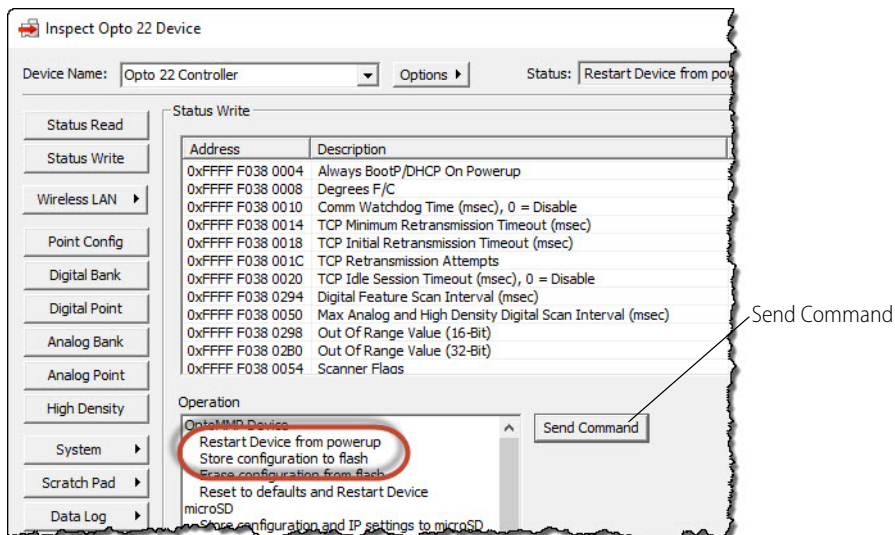 Inspect Opto 22 Device
Device Name: Opto 22 Controller Options Status: Restart Device from pow
Status Read
Status Write
Wireless LAN
Point Config
Digital Bank
Digital Point
Analog Bank
Analog Point
High Density
System
Scratch Pad
Data Log
Status Write
Address Description
0xFFFF F038 0004 Always BootP/DHCP On Powerup
0xFFFF F038 0008 Degrees F/C
0xFFFF F038 0010 Comm Watchdog Time (msec), 0 = Disable
0xFFFF F038 0014 TCP Minimum Retransmission Timeout (msec)
0xFFFF F038 0018 TCP Initial Retransmission Timeout (msec)
0xFFFF F038 001C TCP Retransmission Attempts
0xFFFF F038 0020 TCP Idle Session Timeout (msec), 0 = Disable
0xFFFF F038 0294 Digital Feature Scan Interval (msec)
0xFFFF F038 0050 Max Analog and High Density Digital Scan Interval (msec)
0xFFFF F038 0298 Out Of Range Value (16-Bit)
0xFFFF F038 02B0 Out Of Range Value (32-Bit)
0xFFFF F038 0054 Scanner Flags
Operation
OptoMMP Device
Restart Device from powerup
Store configuration to flash
Erase configuration from flash
Reset to defaults and Restart Device
microSD
Store configuration and IP settings to microSD
Send Command
Send Command